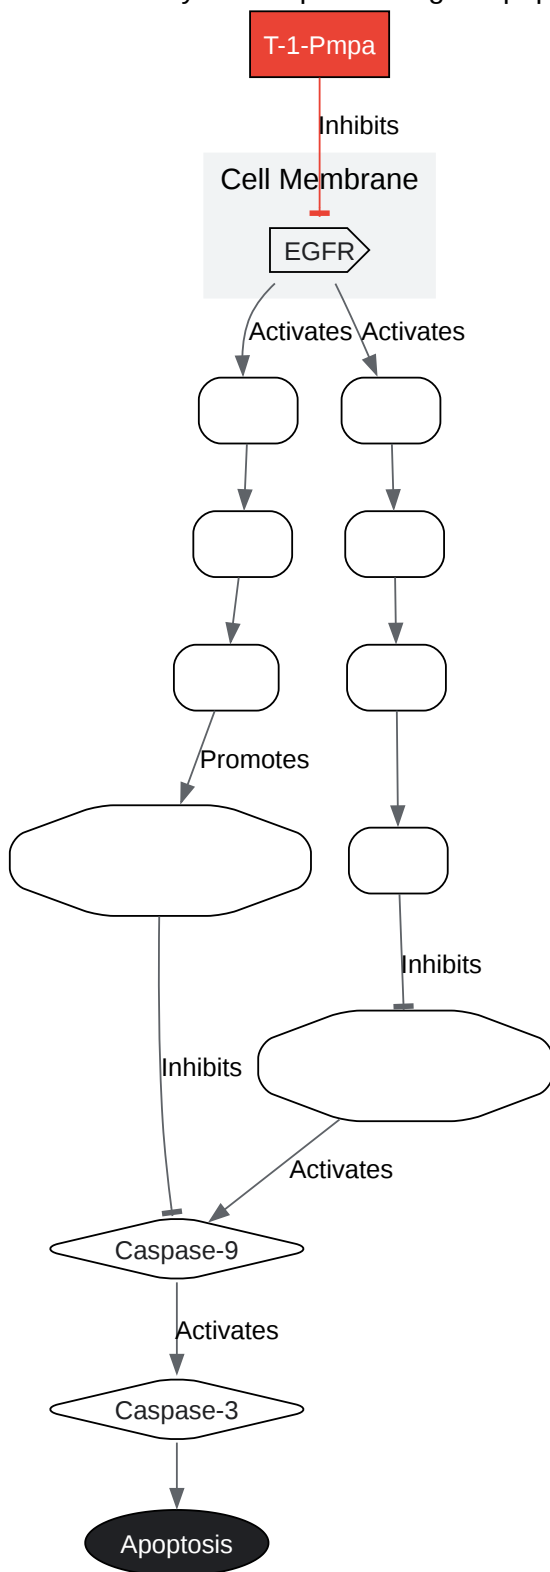 T-1-Pmpa
Inhibits
Cell Membrane
EGFR
Activates Activates
Promotes
Inhibits
Inhibits
Activates
Caspase-9
Activates
Caspase-3
Apoptosis